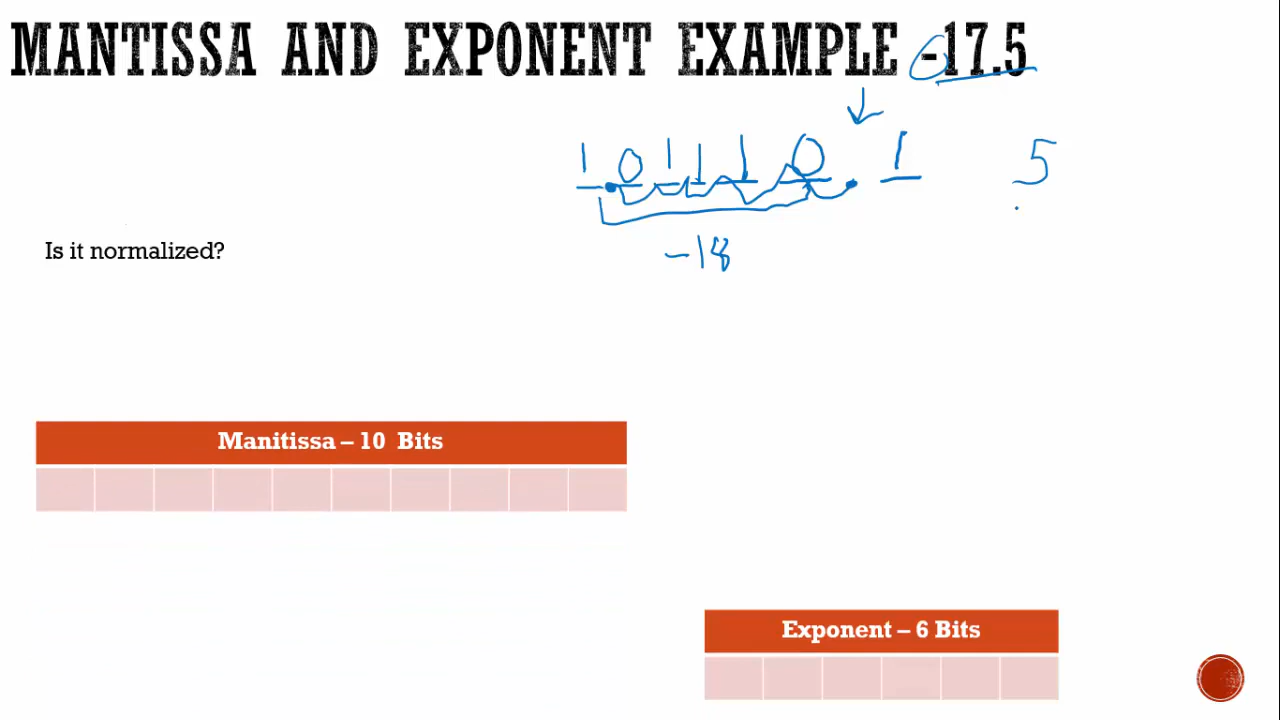 MANTISSA AND EXPONENT EXAMPLE -17.5
1 0 1 1 1 0 . 1 5
-18
Is it normalized?
Manitissa – 10 Bits
Exponent – 6 Bits